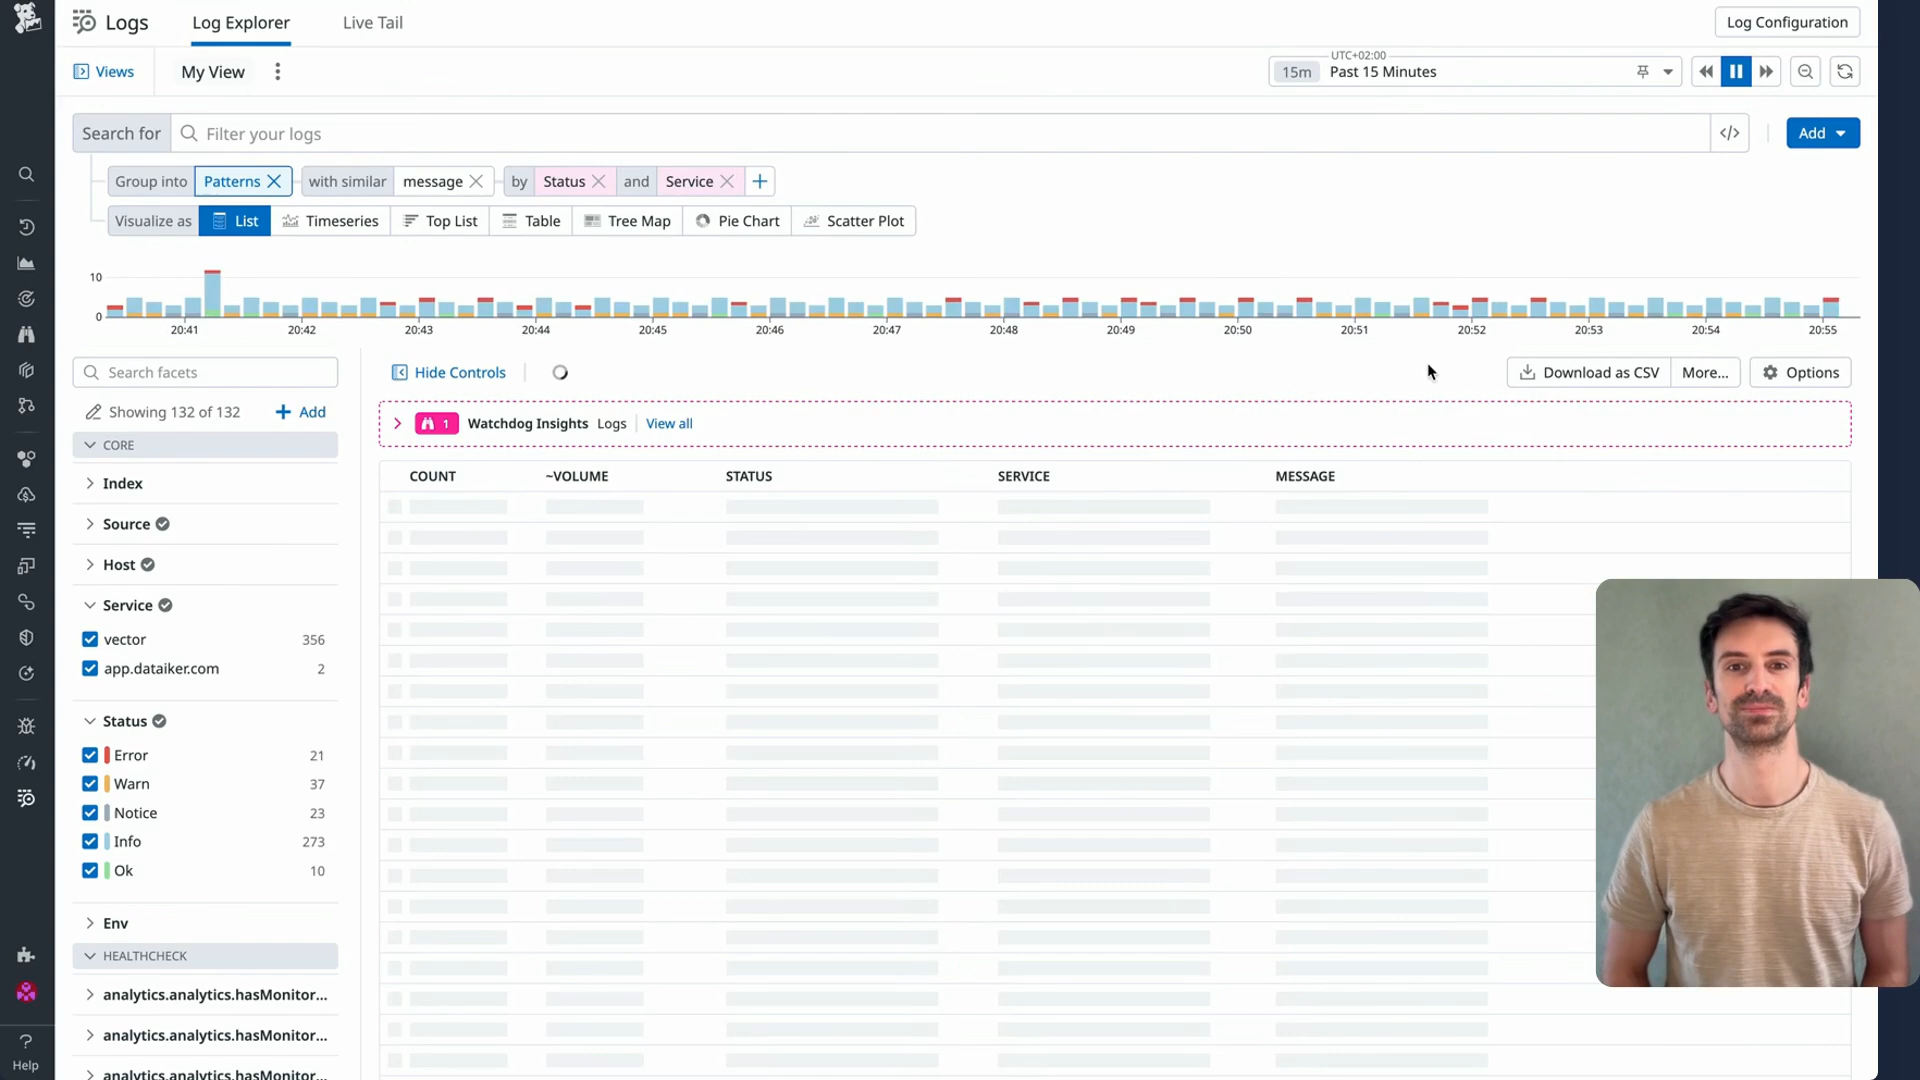 Logs
Log Explorer
Live Tail
Log Configuration
Views
My View
UTC+02:00
15m
Past 15 Minutes
Search for
Filter your logs
</>
Add
Group into
Patterns
with similar
message
by
Status
and
Service
Visualize as
List
Timeseries
Top List
Table
Tree Map
Pie Chart
Scatter Plot
10
0
20:41
20:42
20:43
20:44
20:45
20:46
20:47
20:48
20:49
20:50
20:51
20:52
20:53
20:54
20:55
Search facets
Hide Controls
Download as CSV
More...
Options
Showing 132 of 132
Add
1
Watchdog Insights
Logs
View all
CORE
COUNT
~VOLUME
STATUS
SERVICE
MESSAGE
Index
Source
Host
Service
vector 356
app.dataiker.com 2
Status
Error 21
Warn 37
Notice 23
Info 273
Ok 10
Env
HEALTHCHECK
analytics.analytics.hasMonitor...
analytics.analytics.hasMonitor...
analytics.analytics.hasMonitor...
Help